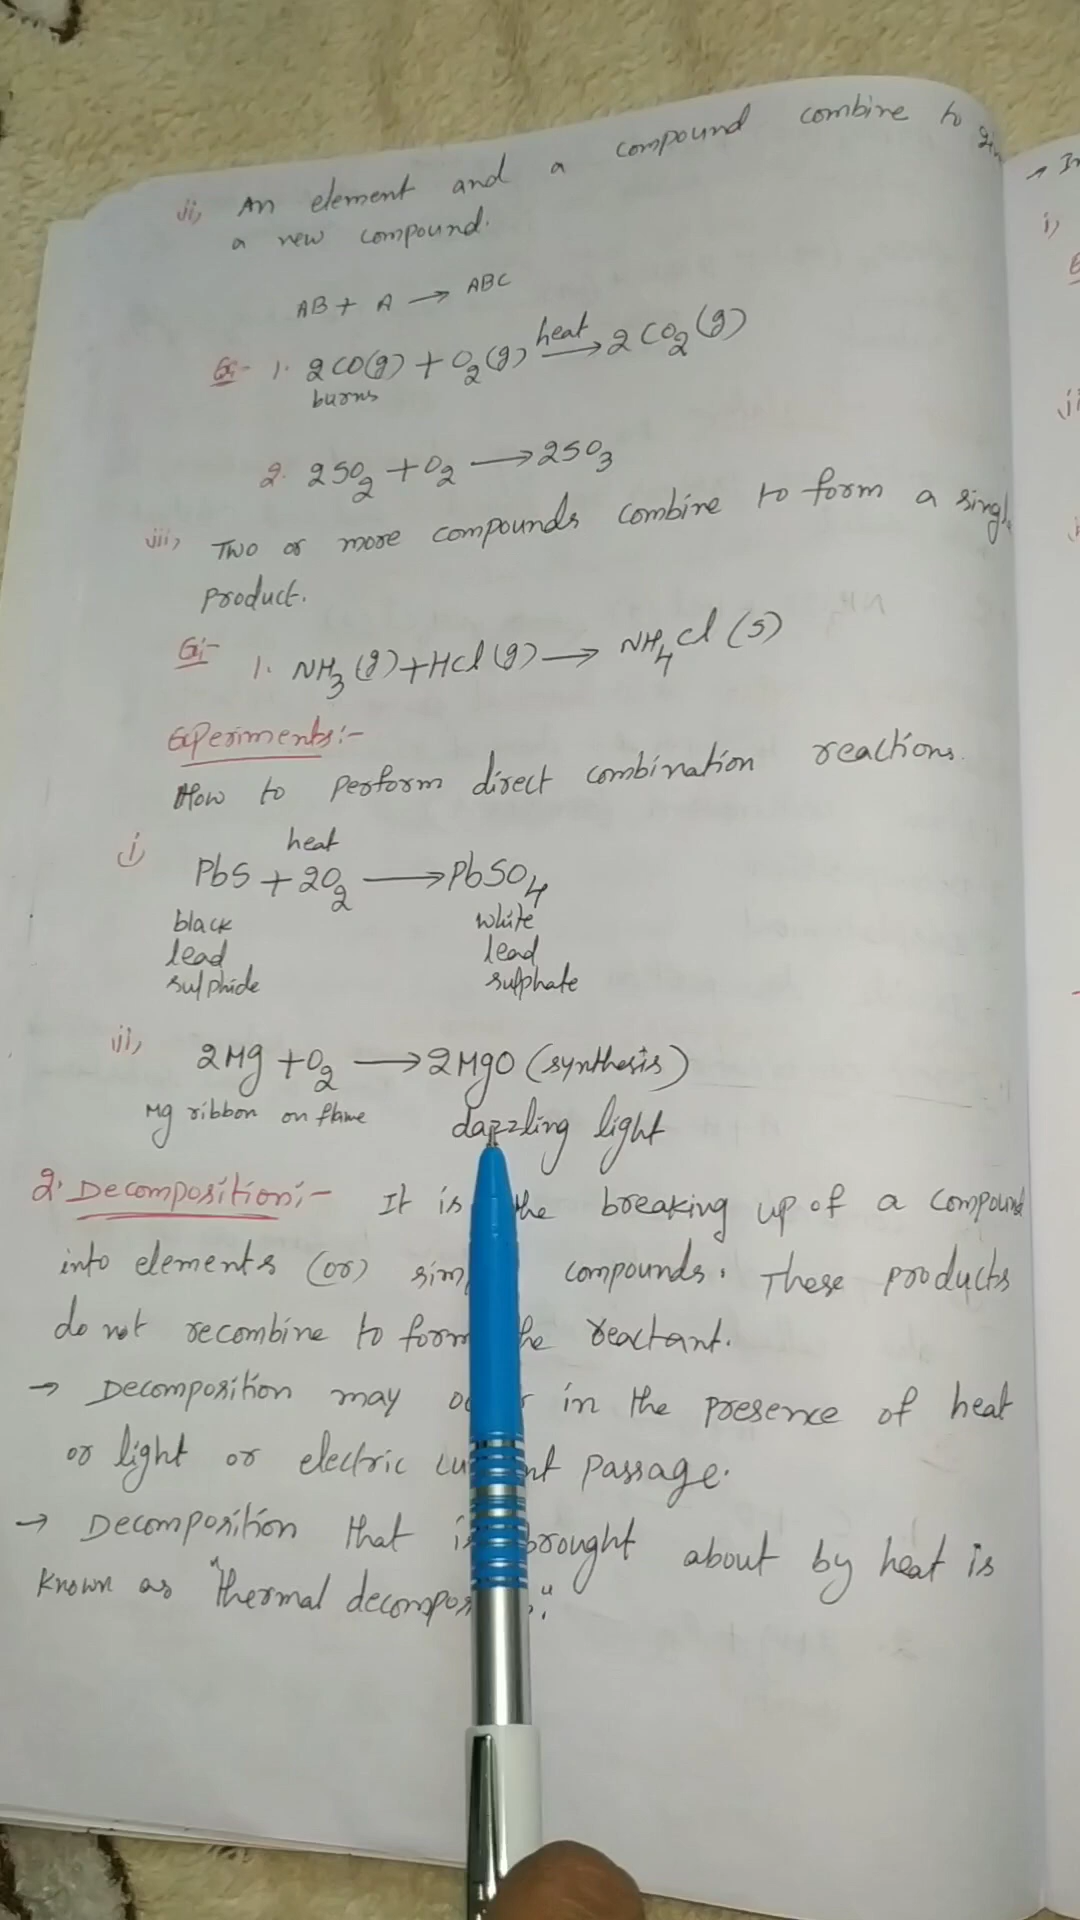 ii, An element and a compound combine to
a new compound.
AB + A → ABC
Ex:- 1. 2CO(g) + O₂(g) heat→ 2CO₂(g)
burns
2. 2SO₂ + O₂ → 2SO₃
iii, Two or more compounds combine to form a
product.
Ex:- 1. NH₃(g) + HCl(g) → NH₄Cl(s)
Experiments:-
How to perform direct combination reactions.
i heat
PbS + 2O₂ → PbSO₄
black white
lead lead
sulphide sulphate
ii, 2Mg + O₂ → 2MgO (synthesis)
Mg ribbon on flame dazzling light
2. Decomposition:- It is the breaking up of a compound
into elements (or) compounds. These products
do not recombine to form the reactant.
→ Decomposition may in the presence of heat
or light or electric passage.
→ Decomposition that is brought about by heat is
known as "thermal
i,